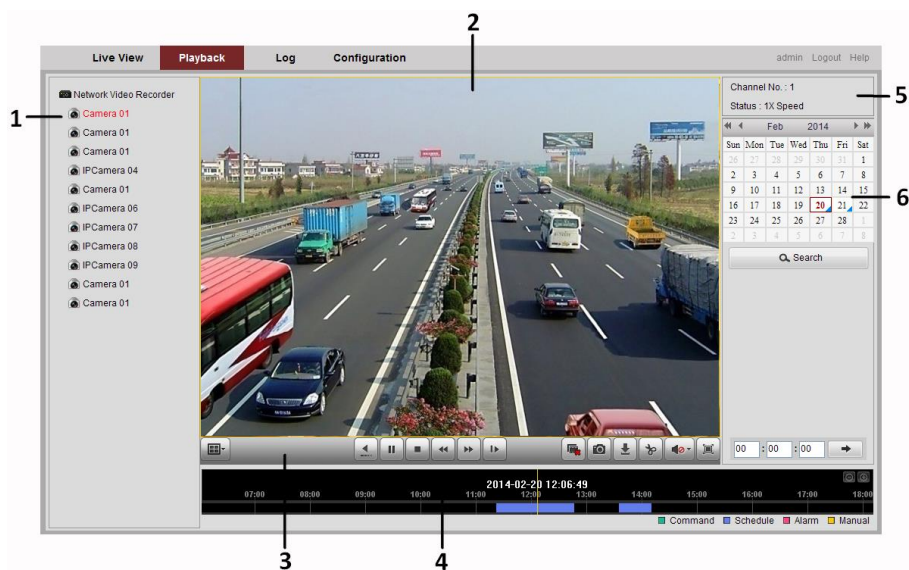 2
Live View Playback Log Configuration admin Logout Help
1
Network Video Recorder
Camera 01
Camera 01
Camera 01
IPCamera 04
Camera 01
IPCamera 06
IPCamera 07
IPCamera 08
IPCamera 09
Camera 01
Camera 01
Channel No. : 1
Status : 1X Speed
5
Feb 2014
Sun Mon Tue Wed Thu Fri Sat
26 27 28 29 30 31 1
2 3 4 5 6 7 8
9 10 11 12 13 14 15
16 17 18 19 20 21 22
23 24 25 26 27 28 1
2 3 4 5 6 7 8
6
Search
00 : 00 : 00
2014-02-20 12:06:49
07:00 08:00 09:00 10:00 11:00 12:00 13:00 14:00 15:00 16:00 17:00 18:00
Command Schedule Alarm Manual
3 4